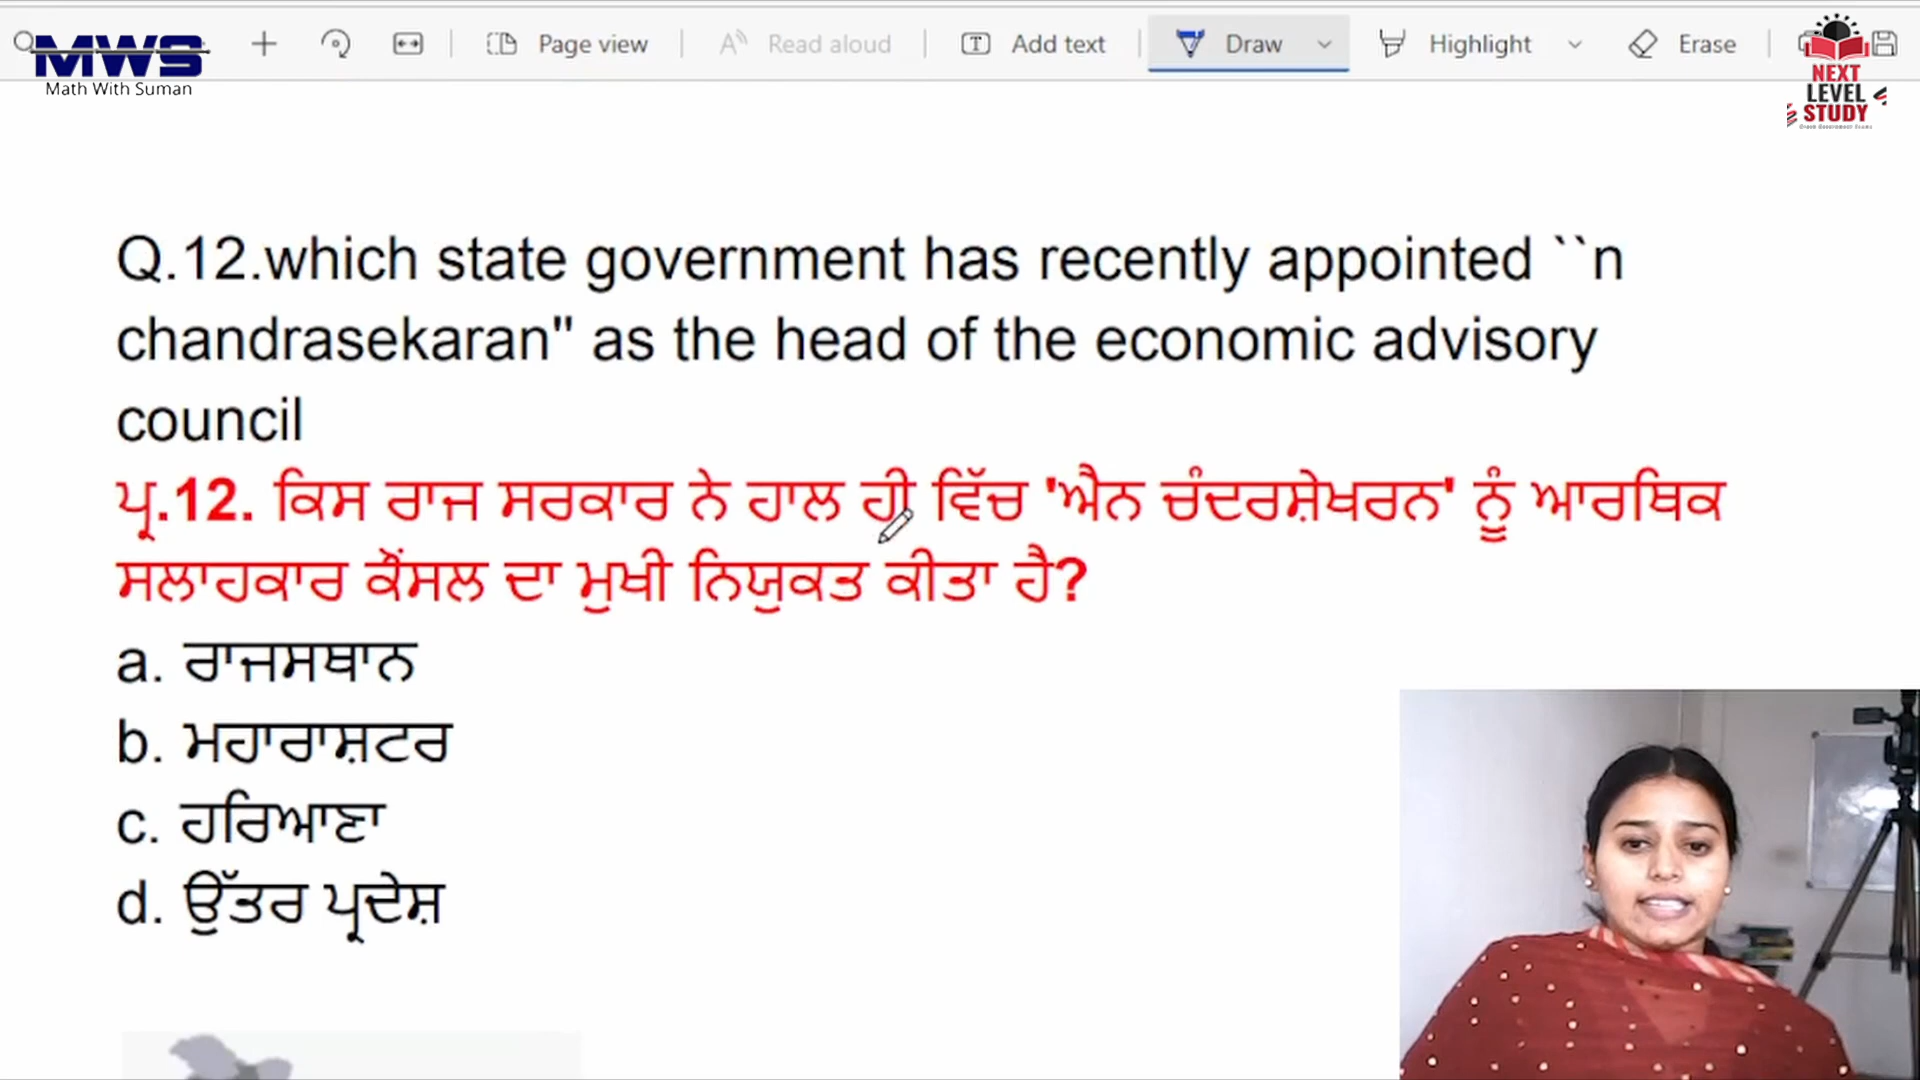 MWS
Math With Suman
Page view
Read aloud
Add text
Draw
Highlight
Erase
NEXT
LEVEL
STUDY
Q.12.which state government has recently appointed ``n
chandrasekaran" as the head of the economic advisory
council
ਪ੍ਰ.12. ਕਿਸ ਰਾਜ ਸਰਕਾਰ ਨੇ ਹਾਲ ਹੀ ਵਿੱਚ 'ਐਨ ਚੰਦਰਸ਼ੇਖਰਨ' ਨੂੰ ਆਰਥਿਕ
ਸਲਾਹਕਾਰ ਕੌਂਸਲ ਦਾ ਮੁਖੀ ਨਿਯੁਕਤ ਕੀਤਾ ਹੈ?
a. ਰਾਜਸਥਾਨ
b. ਮਹਾਰਾਸ਼ਟਰ
c. ਹਰਿਆਣਾ
d. ਉੱਤਰ ਪ੍ਰਦੇਸ਼